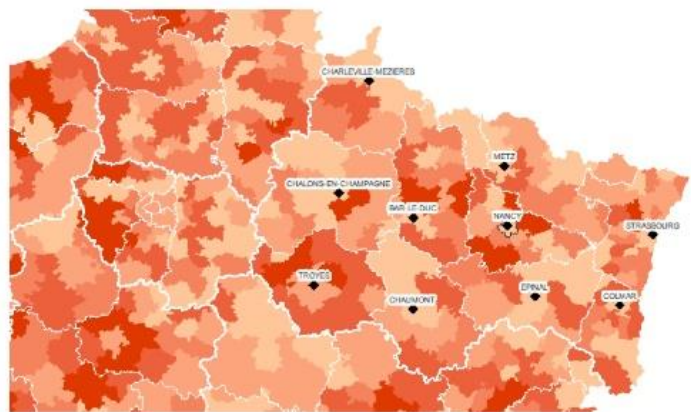 CHARLEVILLE-MEZIERES
METZ
CHALONS-EN-CHAMPAGNE
BAR-LE-DUC
NANCY
STRASBOURG
TROYES
EPINAL
CHAUMONT
COLMAR